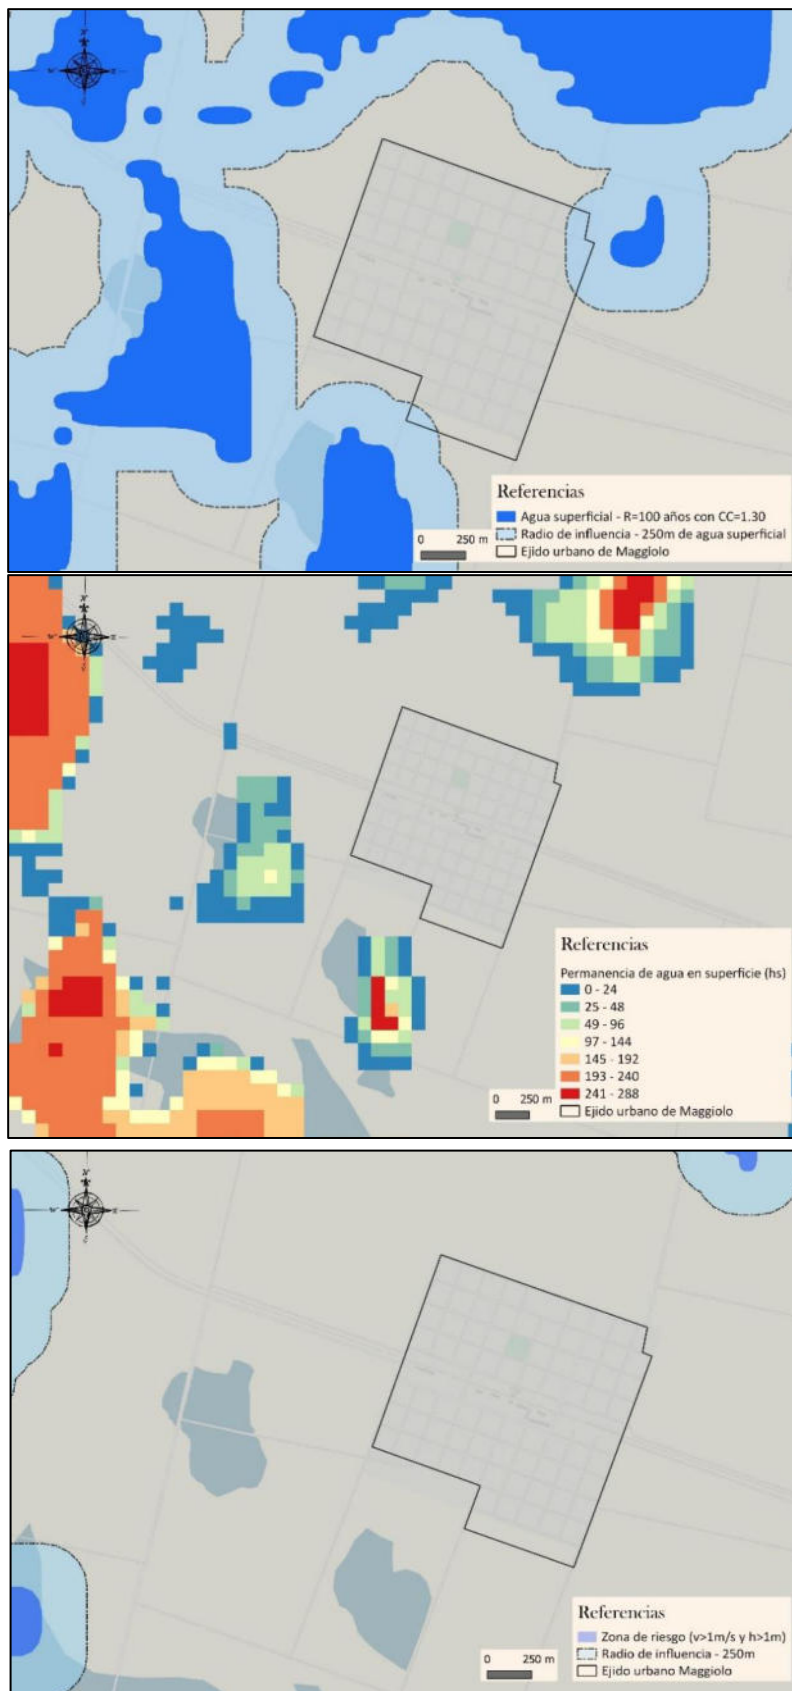 Referencias
Agua superficial - R=100 años con CC=1.30
Radio de influencia - 250m de agua superficial
Ejido urbano de Maggiolo
0 250 m
Referencias
Permanencia de agua en superficie (hs)
0 - 24
25 - 48
49 - 96
97 - 144
145 - 192
193 - 240
241 - 288
Ejido urbano de Maggiolo
0 250 m
Referencias
Zona de riesgo (v>1m/s y h>1m)
Radio de influencia - 250m
Ejido urbano Maggiolo
0 250 m